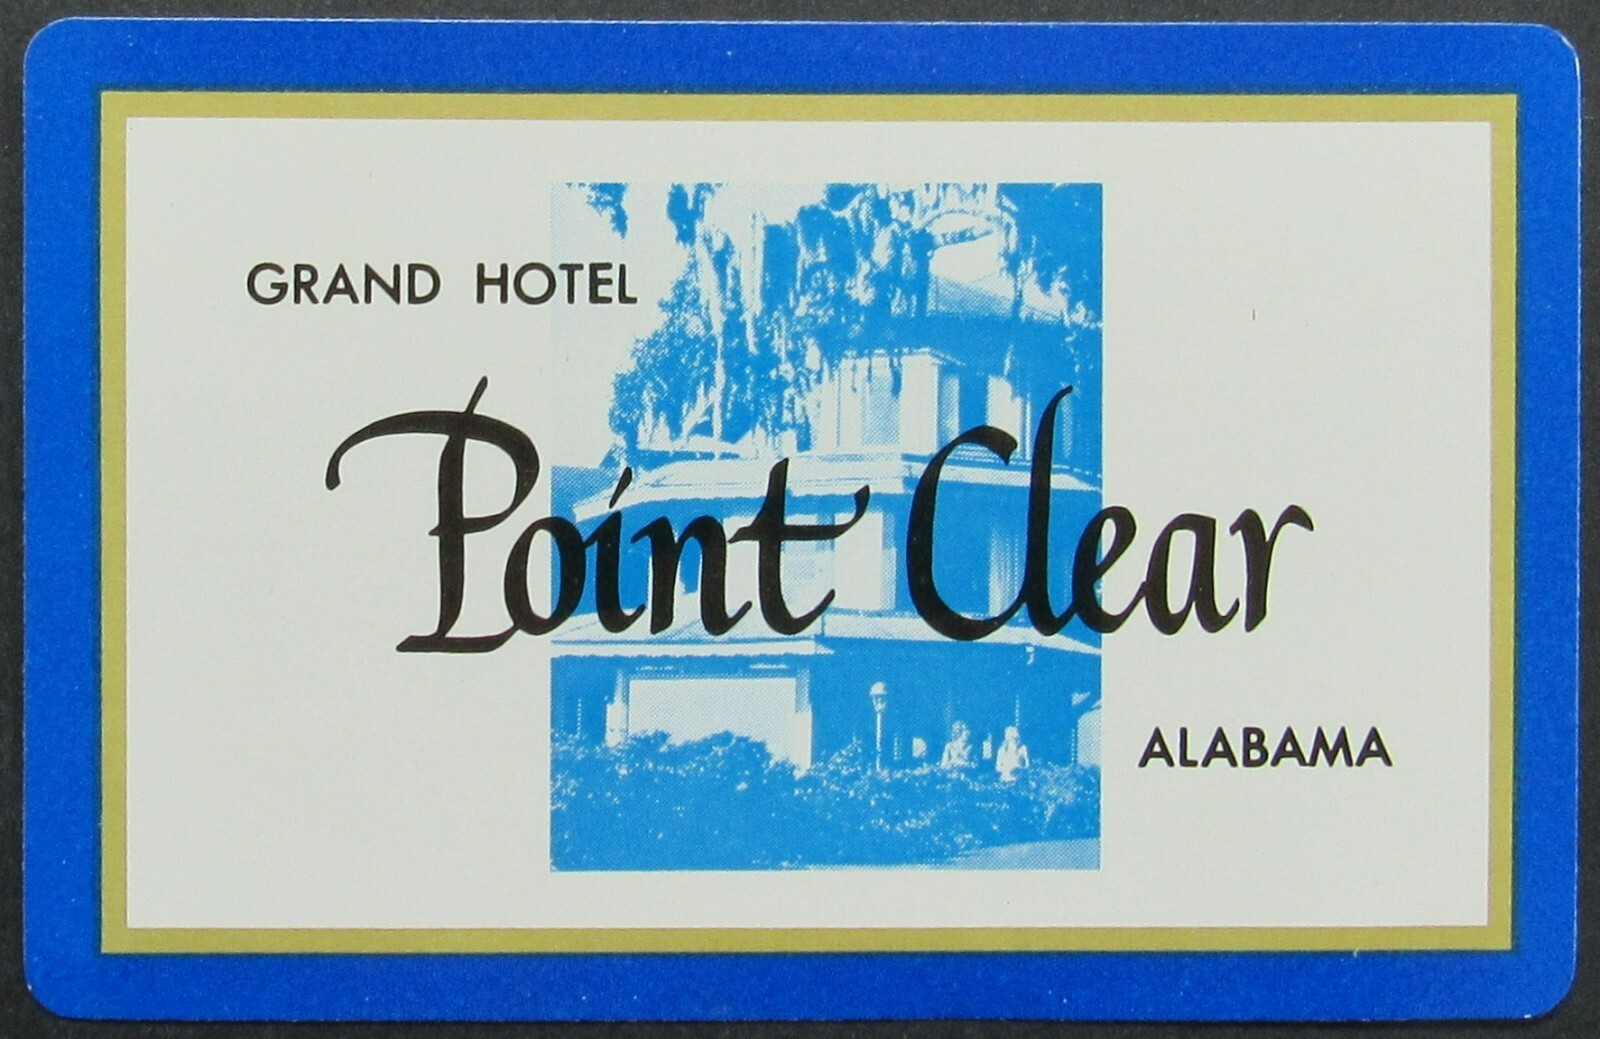 GRAND HOTEL
Point Clear
ALABAMA